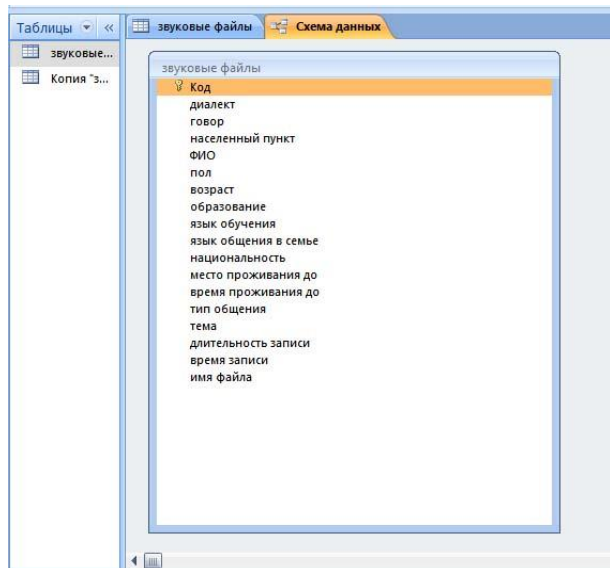 Таблицы
звуковые файлы
Схема данных
звуковые...
Копия "з...
звуковые файлы
Код
диалект
говор
населенный пункт
ФИО
пол
возраст
образование
язык обучения
язык общения в семье
национальность
место проживания до
время проживания до
тип общения
тема
длительность записи
время записи
имя файла